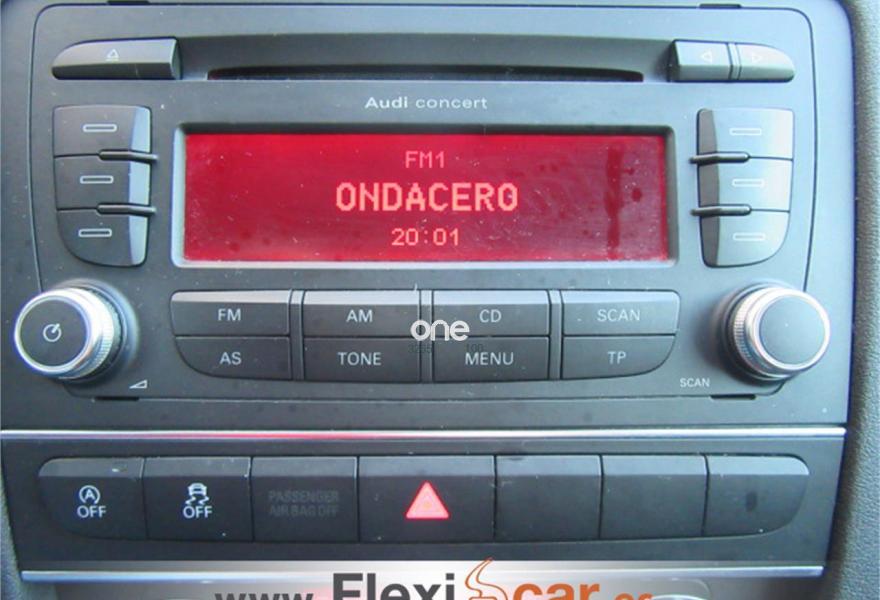 Audi concert
FM1
ONDACERO
20:01
FM AM CD SCAN
one
AS TONE MENU TP
SCAN
A
OFF
OFF
PASSENGER
AIR BAG OFF
www.Flexicar.es